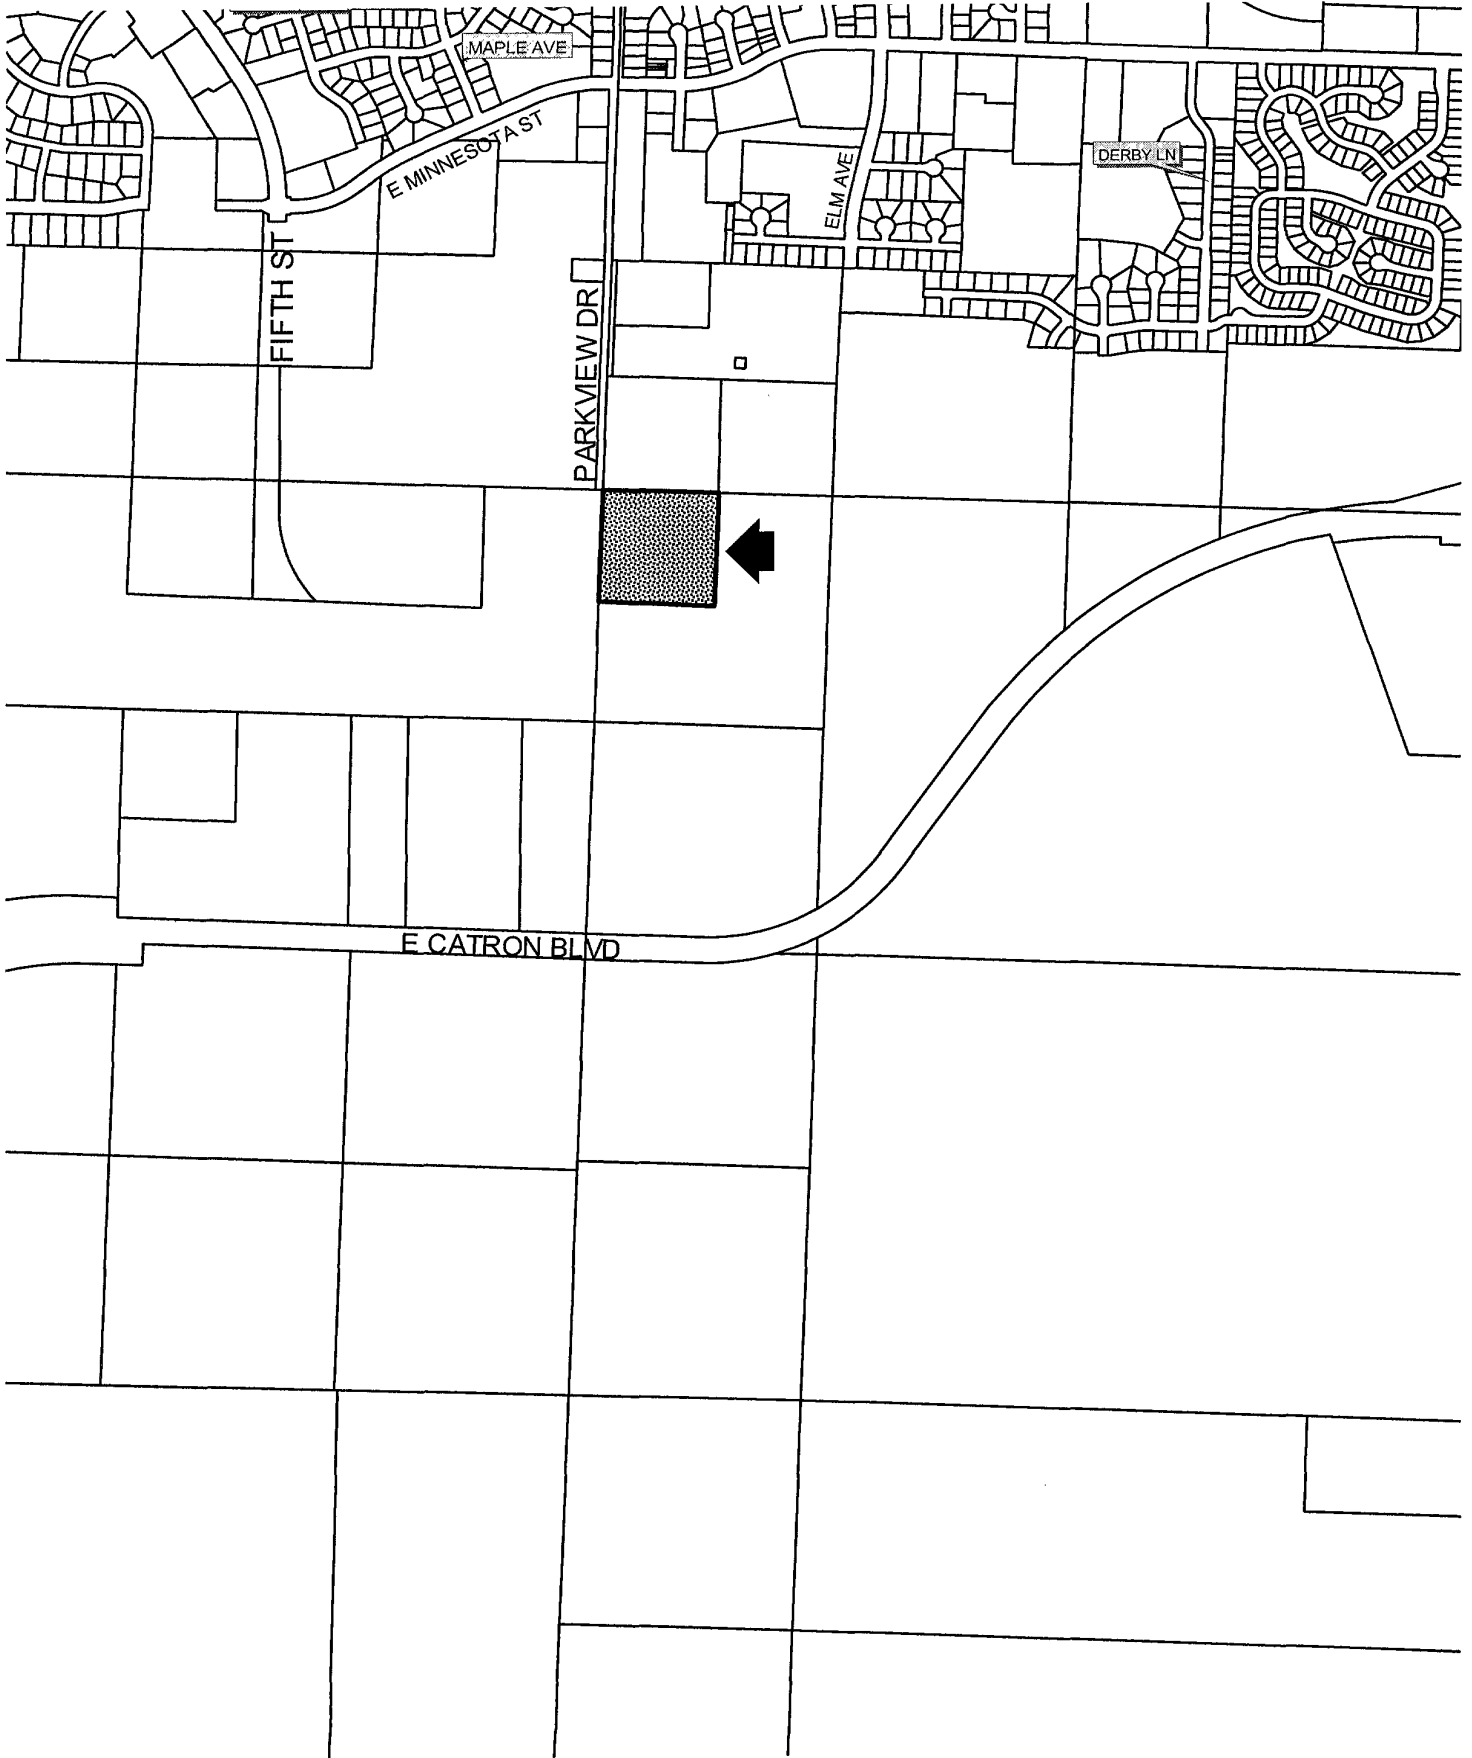 MAPLE AVE
E MINNESOTA ST
DERBY LN
ELM AVE
FIFTH ST
PARKVIEW DR
E CATRON BLVD